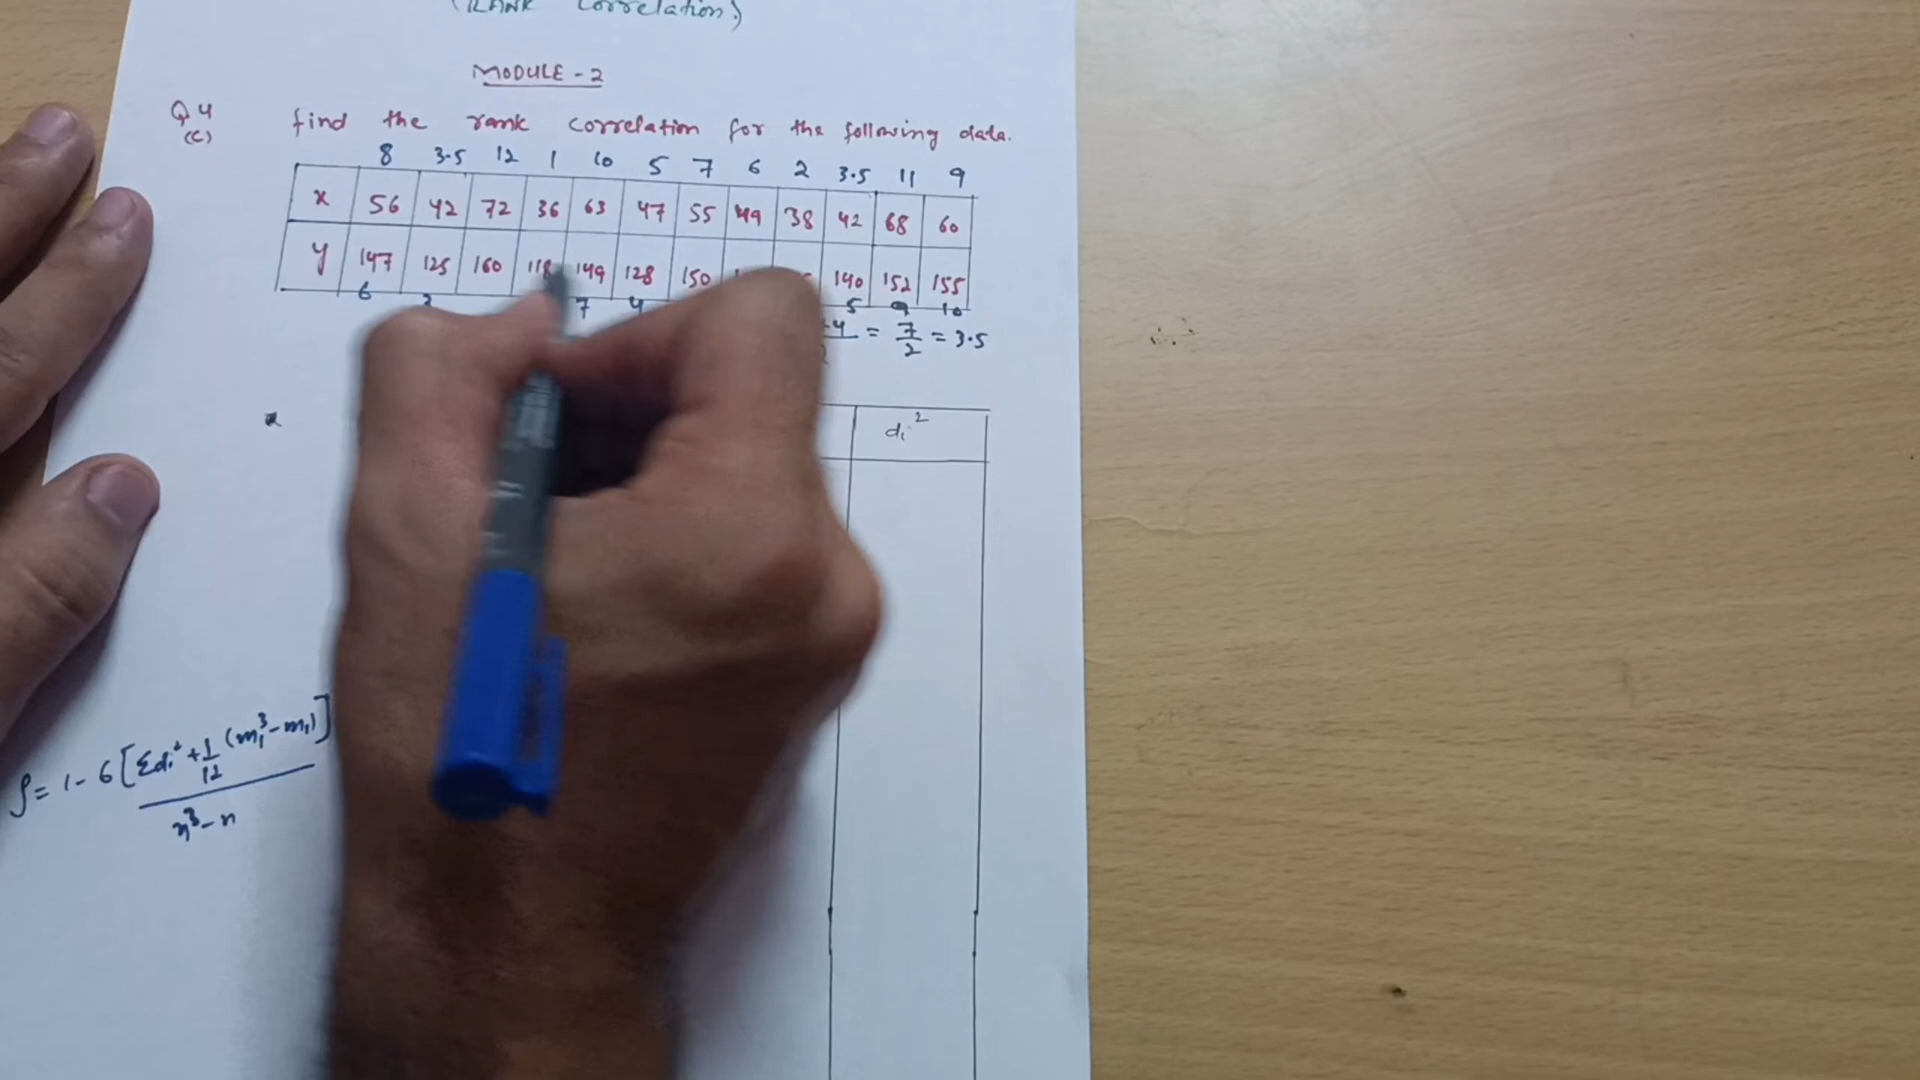 (RANK Correlation)
MODULE-2
Q4 find the rank correlation for the following data.
(c)
8 3.5 12 1 10 5 7 6 2 3.5 11 9
x 56 42 72 36 63 47 55 49 38 42 68 60
y 147 125 160 118 149 128 150 140 152 155
6 7 4 5 9 10
= 7/2 = 3.5
di²
ρ = 1 - 6[Σdi² + 1/12 (m₁³ - m₁)]
n³ - n